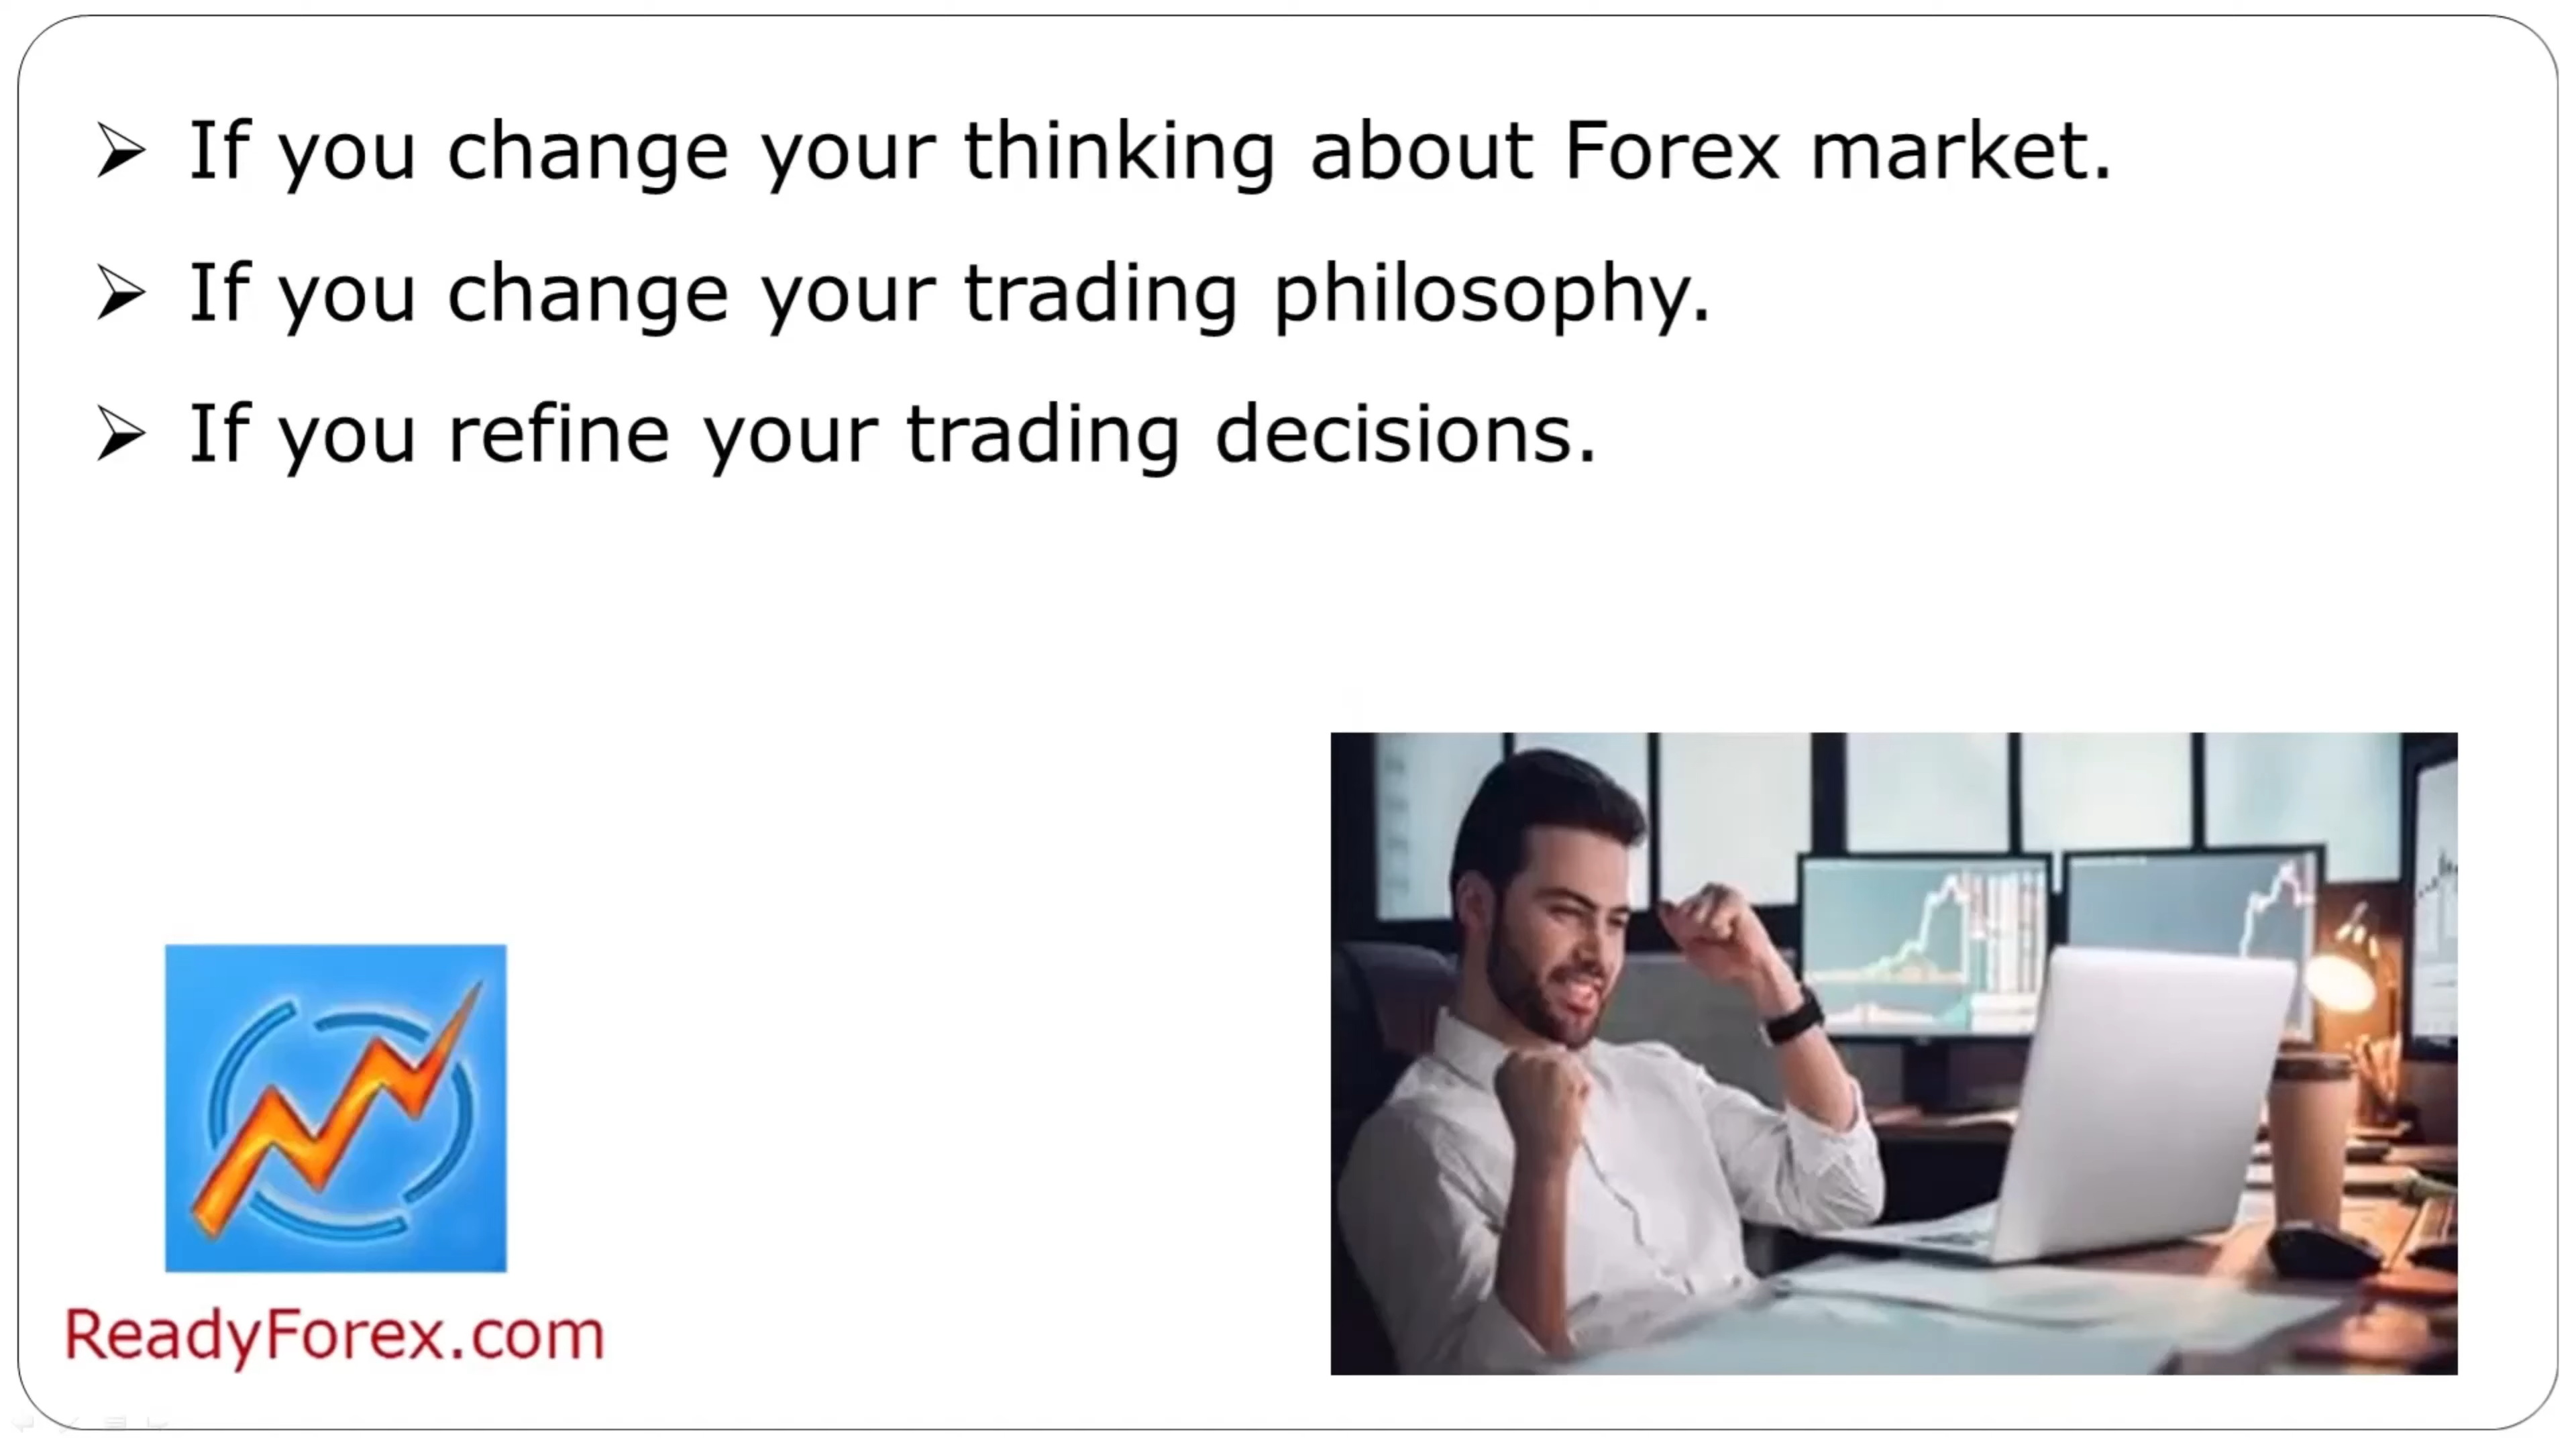 If you change your thinking about Forex market.
If you change your trading philosophy.
If you refine your trading decisions.
ReadyForex.com